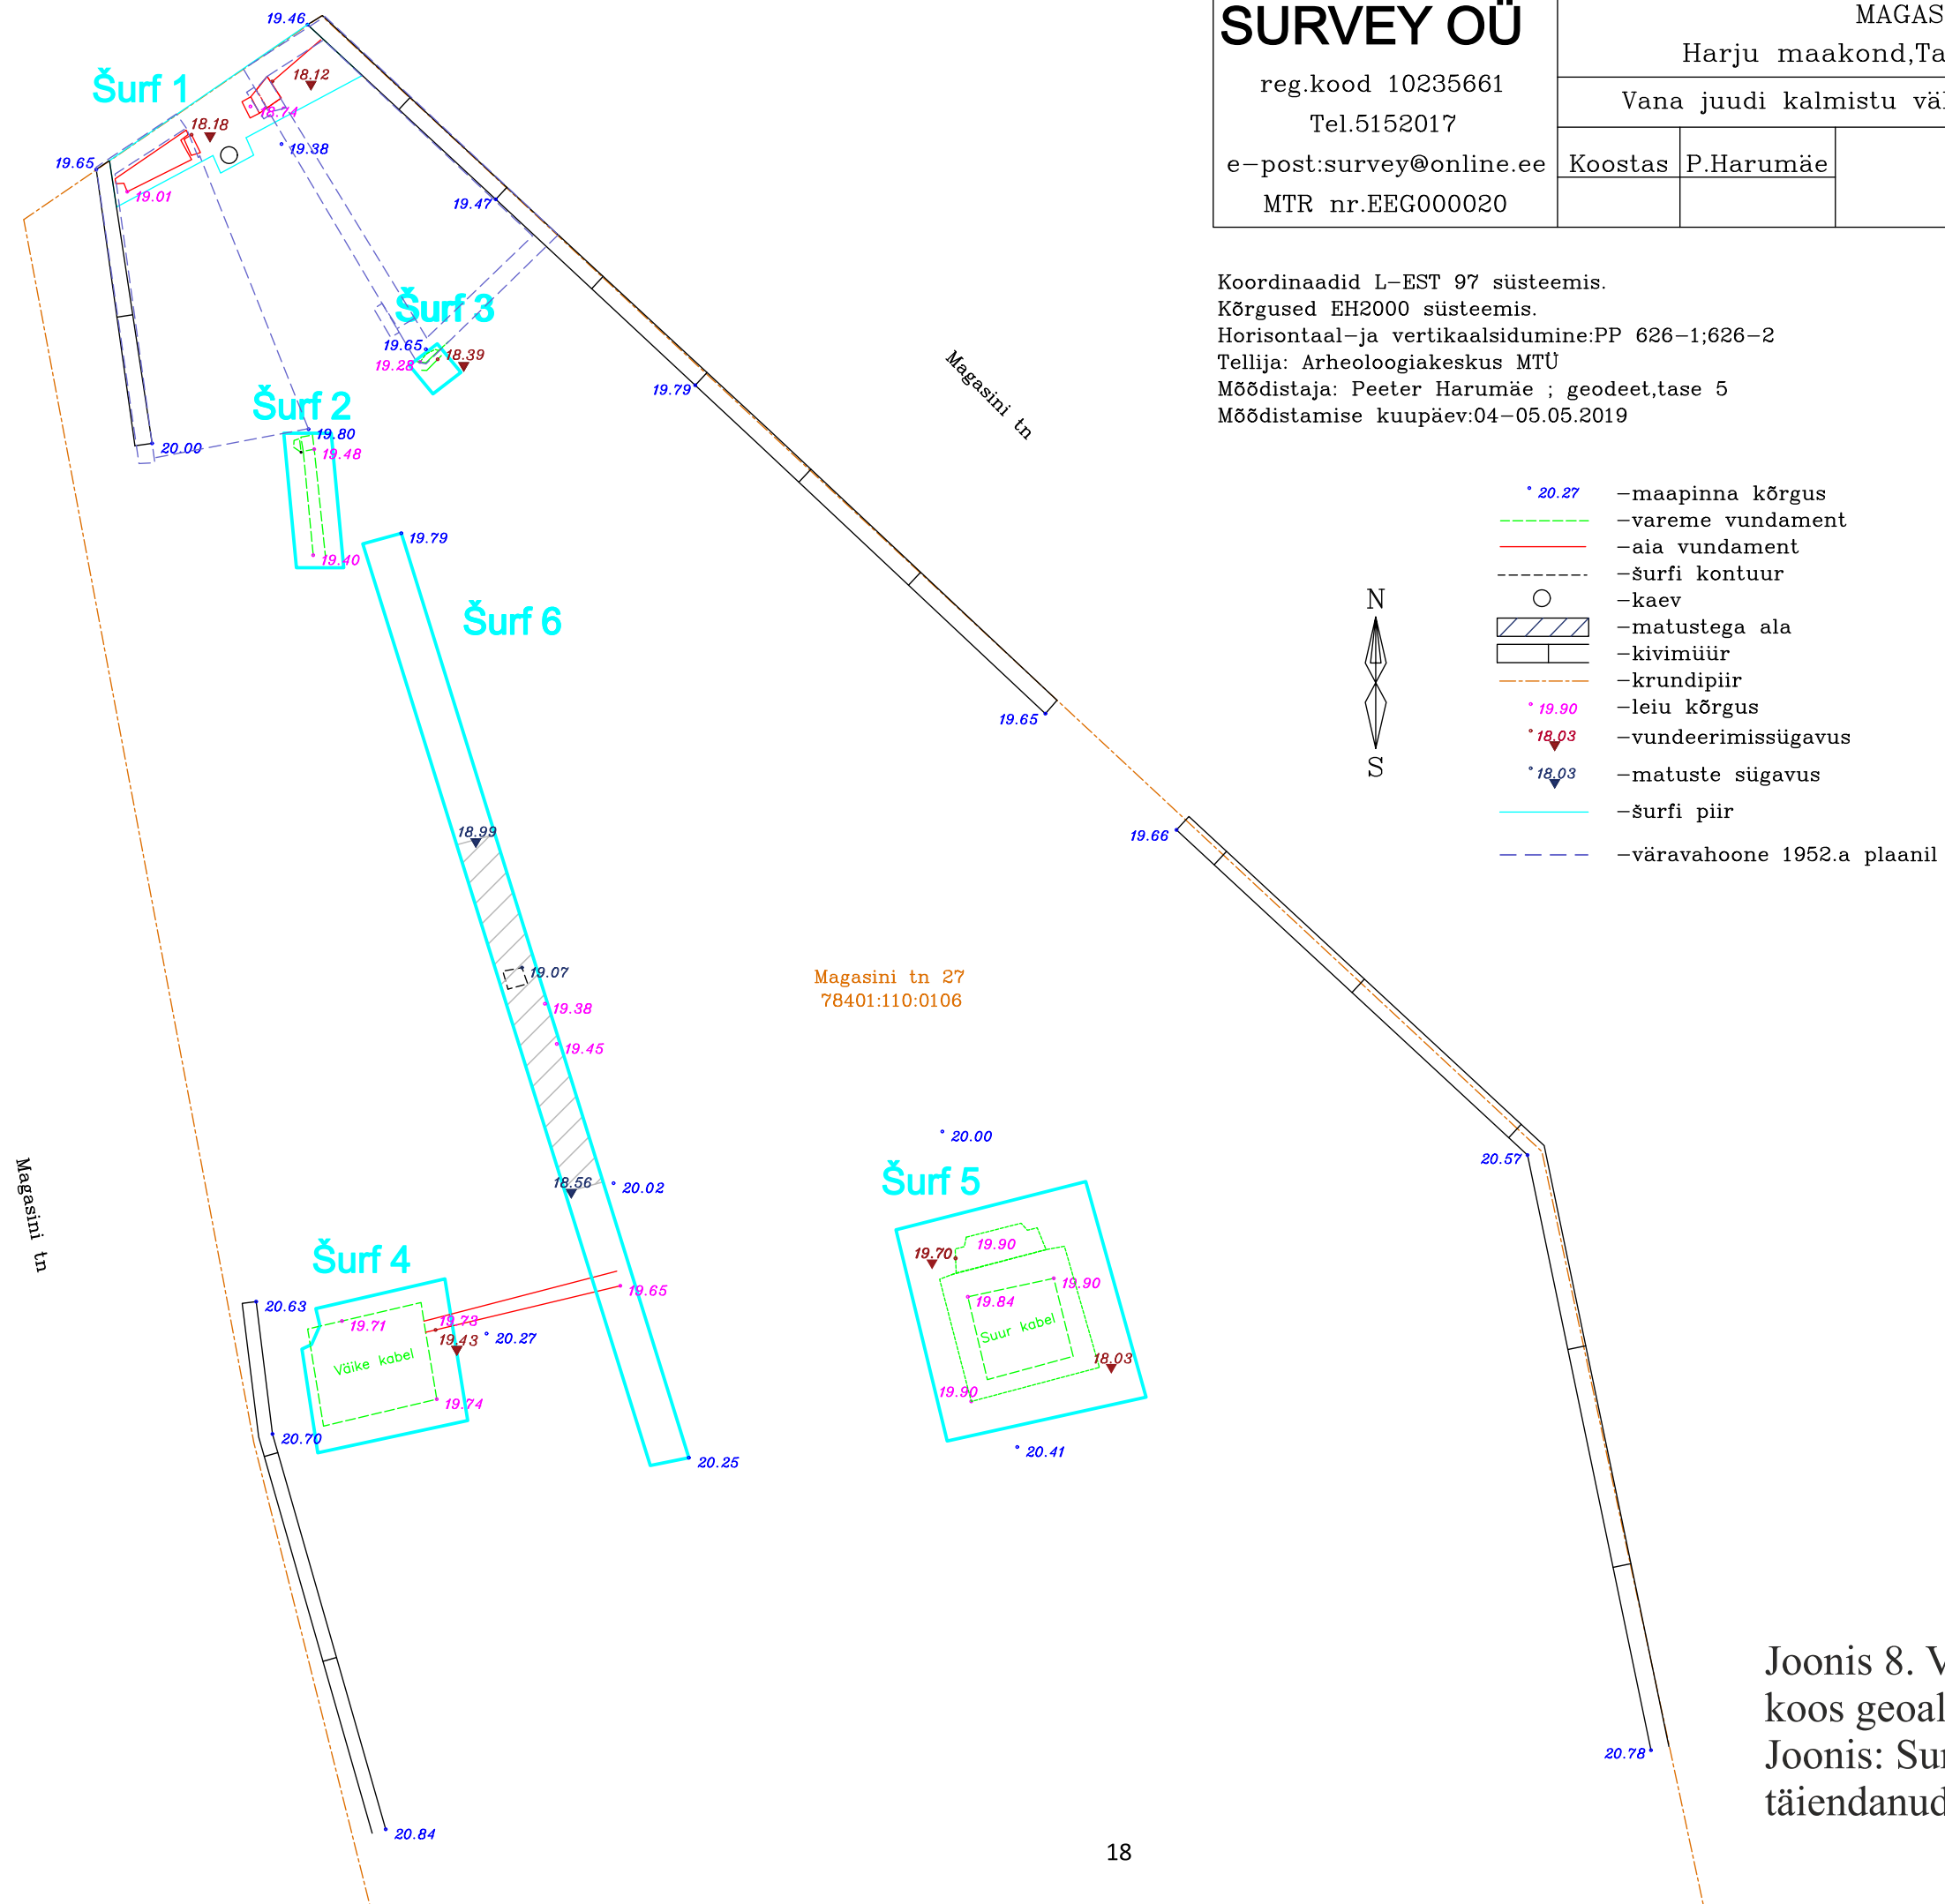 SURVEY OÜ
reg.kood 10235661
Tel.5152017
e-post:survey@online.ee
MTR nr.EEG000020
MAGAS
Harju maakond,Ta
Vana juudi kalmistu
Koostas P.Harumäe
Koordinaadid L-EST 97 süsteemis.
Kõrgused EH2000 süsteemis.
Horisontaal-ja vertikaalsidumine:PP 626-1;626-2
Tellija: Arheoloogiakeskus MTÜ
Mõõdistaja: Peeter Harumäe ; geodeet,tase 5
Mõõdistamise kuupäev:04-05.05.2019
20.27 -maapinna kõrgus
-vareme vundament
-aia vundament
-šurfi kontuur
-kaev
-matustega ala
-kivimüür
-krundipiir
19.90 -leiu kõrgus
18.03 -vundeerimissügavus
18.03 -matuste sügavus
-šurfi piir
-väravahoone 1952.a plaanil
N
S
19.46
Šurf 1
18.12
18.74
18.18
19.38
19.65
19.01
19.47
Šurf 3
19.65
18.39
19.28
19.79
Magasini tn
Šurf 2
19.80
20.00
19.48
19.40
19.79
Šurf 6
19.65
19.66
18.99
19.07
19.38
19.45
Magasini tn 27
78401:110:0106
20.00
20.57
18.56
20.02
Šurf 5
19.90
19.70
19.90
19.84
Suur kabel
18.03
19.90
20.41
Magasini tn
Šurf 4
19.65
20.63
19.71
19.73
19.43
20.27
Väike kabel
19.74
20.70
20.25
20.78
20.84
Joonis 8. V
koos geoal
Joonis: Sur
täiendanud
18